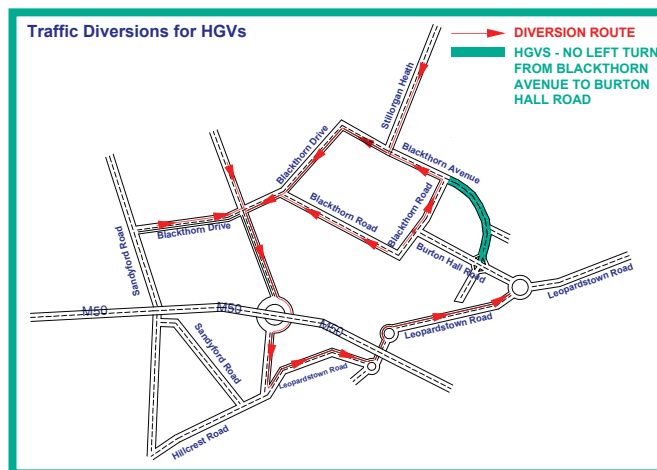 Traffic Diversions for HGVs
DIVERSION ROUTE
HGVS - NO LEFT TURN
FROM BLACKTHORN
AVENUE TO BURTON
HALL ROAD
Stillorgan Heath
Blackthorn Drive
Blackthorn Avenue
Blackthorn Road
Blackthorn Road
Blackthorn Drive
Burton Hall Road
Sandyford Road
Leopardstown Road
M50
M50
M50
Leopardstown Road
Sandyford Road
Leopardstown Road
Hillcrest Road